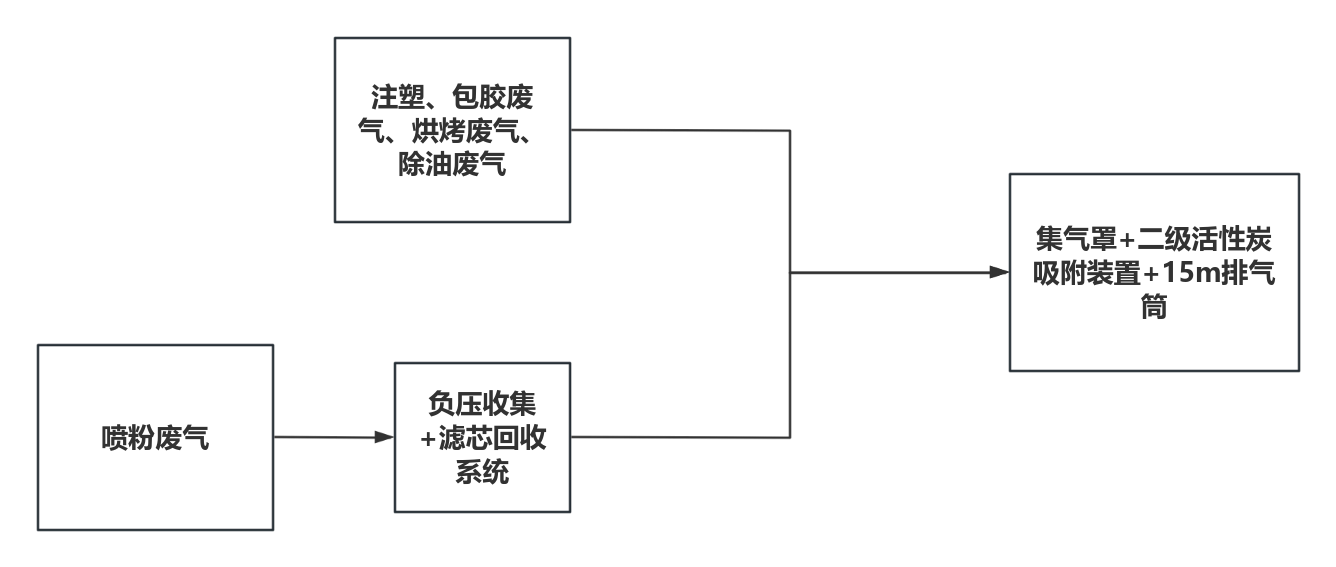 注塑、包胶废
气、烘烤废气、
除油废气
集气罩+二级活性炭
吸附装置+15m排气
筒
喷粉废气
负压收集
+滤芯回收
系统